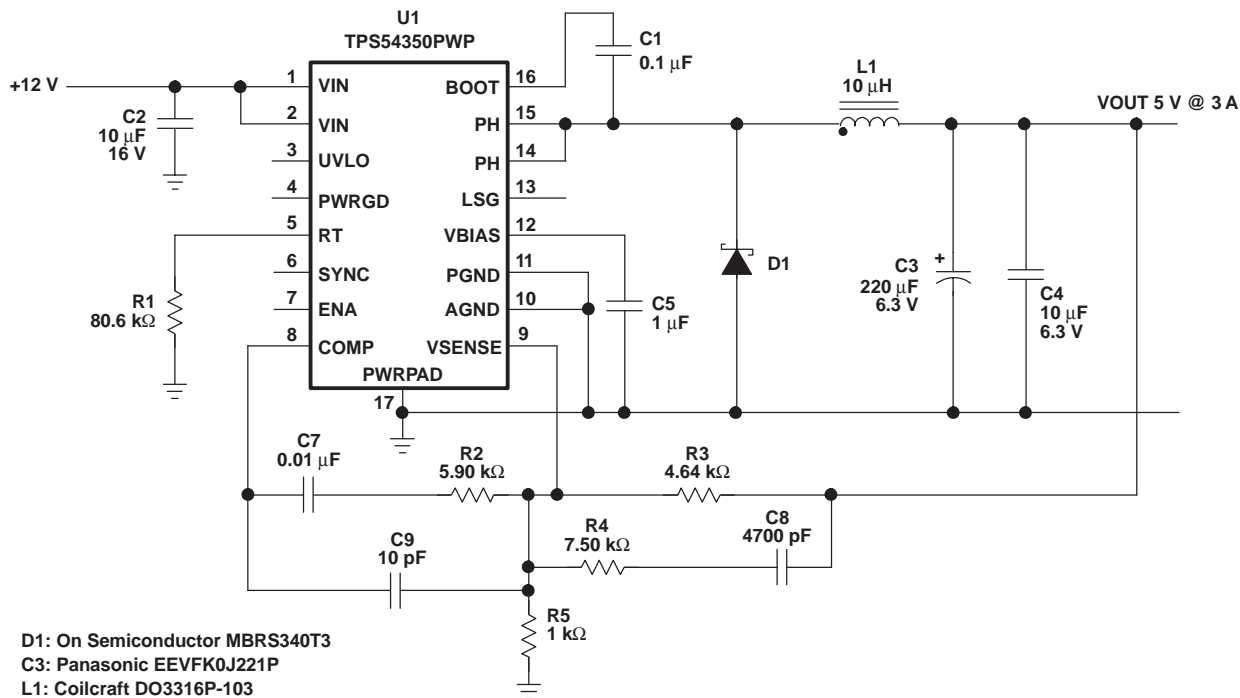 U1
TPS54350PWP
+12 V
C2
10 μF
16 V
1
VIN
2
VIN
3
UVLO
4
PWRGD
5
RT
6
SYNC
7
ENA
8
COMP
BOOT
16
PH
15
PH
14
LSG
13
VBIAS
12
PGND
11
AGND
10
VSENSE
9
PWRPAD
17
C1
0.1 μF
L1
10 μH
VOUT 5 V @ 3 A
R1
80.6 kΩ
C5
1 μF
D1
C3
220 μF
6.3 V
+
C4
10 μF
6.3 V
C7
0.01 μF
R2
5.90 kΩ
R3
4.64 kΩ
C9
10 pF
R4
7.50 kΩ
C8
4700 pF
R5
1 kΩ
D1: On Semiconductor MBRS340T3
C3: Panasonic EEVFK0J221P
L1: Coilcraft DO3316P-103